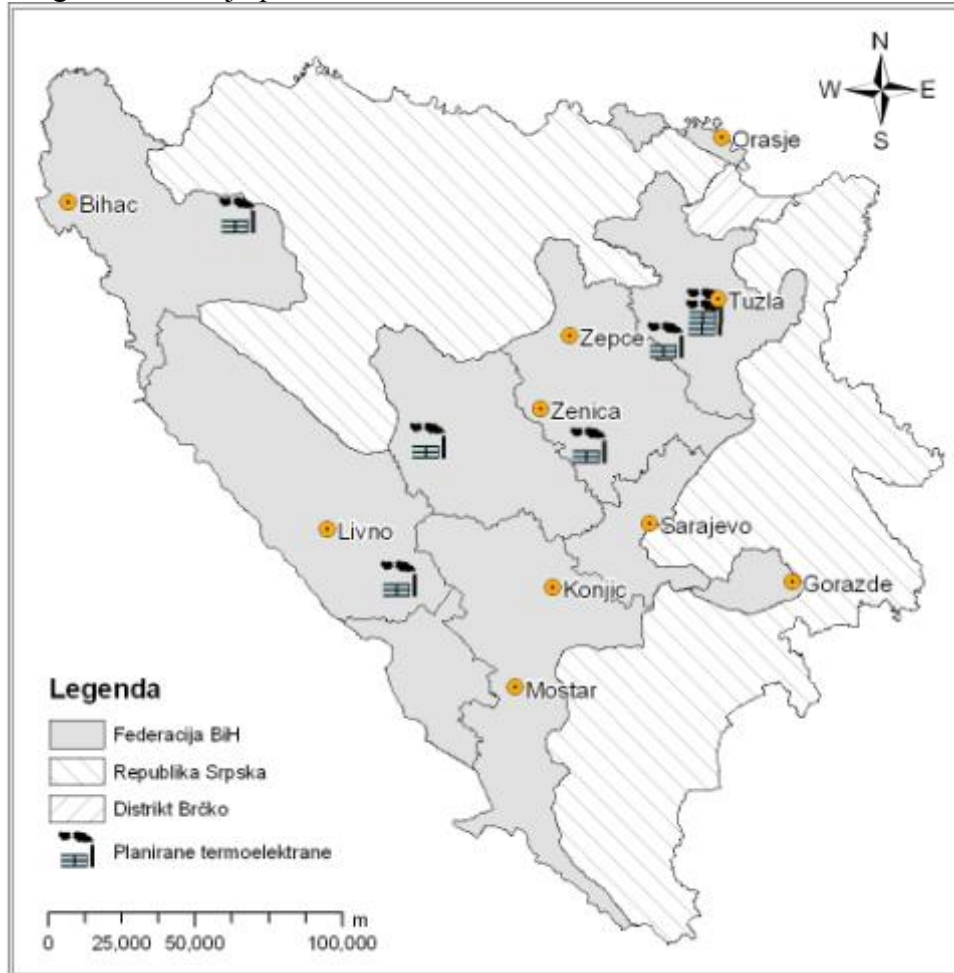 N
W E
S
Orasje
Bihac
Tuzla
Zepce
Zenica
Sarajevo
Livno
Konjic
Gorazde
Mostar
Legenda
Federacija BiH
Republika Srpska
Distrikt Brčko
Planirane termoelektrane
m
0 25,000 50,000 100,000